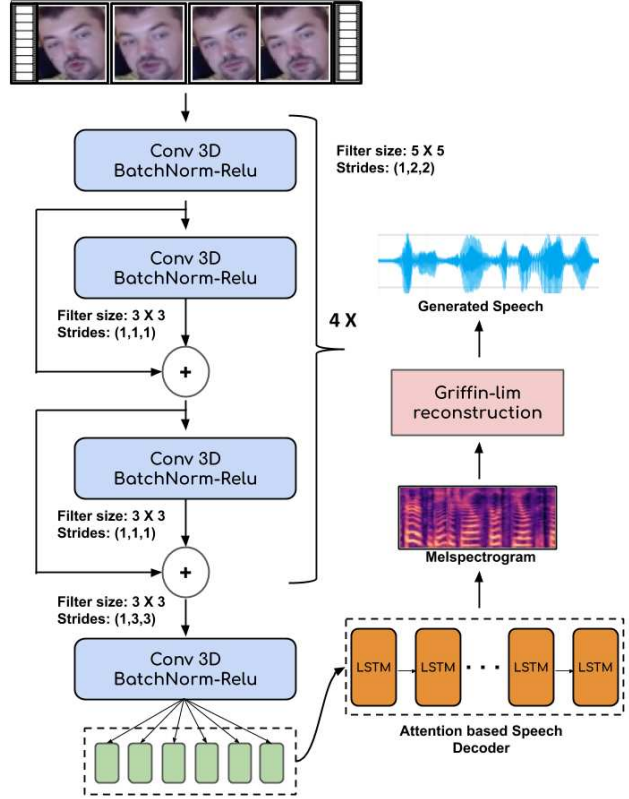 Conv 3D
BatchNorm-Relu
Filter size: 5 X 5
Strides: (1,2,2)
Conv 3D
BatchNorm-Relu
Filter size: 3 X 3
Strides: (1,1,1)
+
4 X
Conv 3D
BatchNorm-Relu
Filter size: 3 X 3
Strides: (1,1,1)
+
Filter size: 3 X 3
Strides: (1,3,3)
Conv 3D
BatchNorm-Relu
LSTM
LSTM
LSTM
LSTM
Attention based Speech
Decoder
Melspectrogram
Griffin-lim
reconstruction
Generated Speech